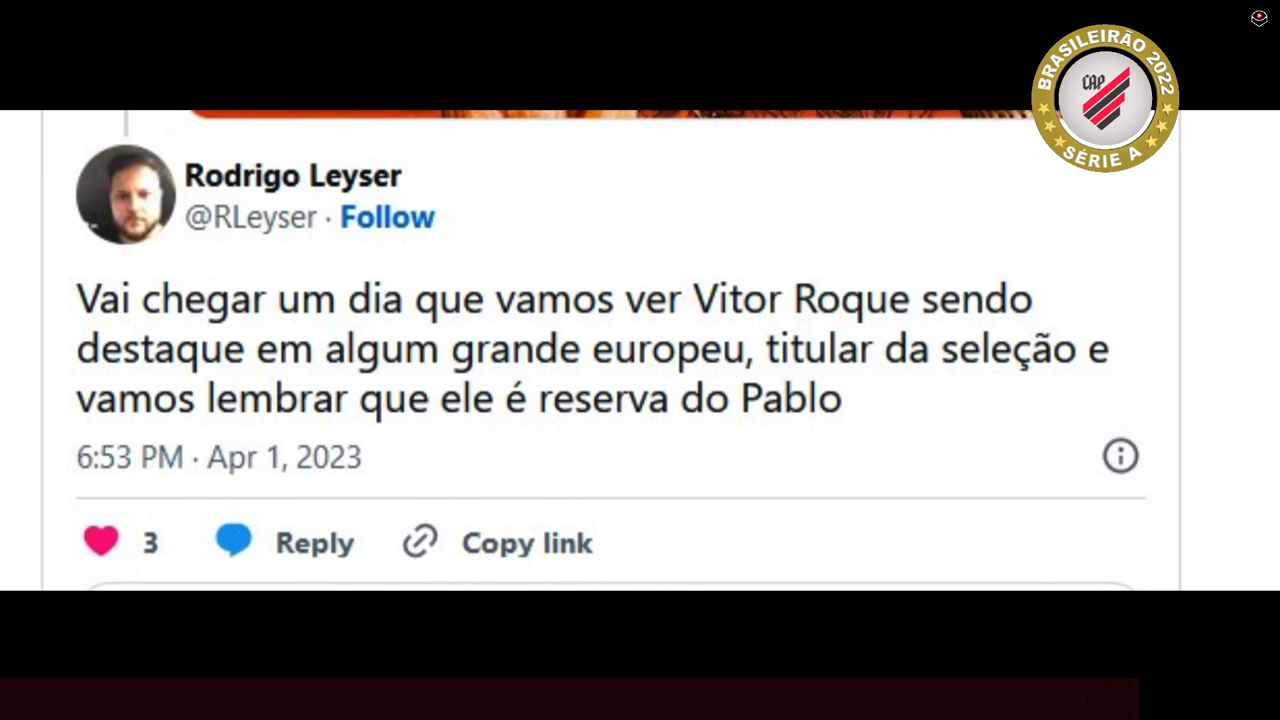 BRASILEIRÃO 2022
CAP
SÉRIE A
Rodrigo Leyser
@RLeyser · Follow
Vai chegar um dia que vamos ver Vitor Roque sendo
destaque em algum grande europeu, titular da seleção e
vamos lembrar que ele é reserva do Pablo
6:53 PM · Apr 1, 2023
3 Reply Copy link